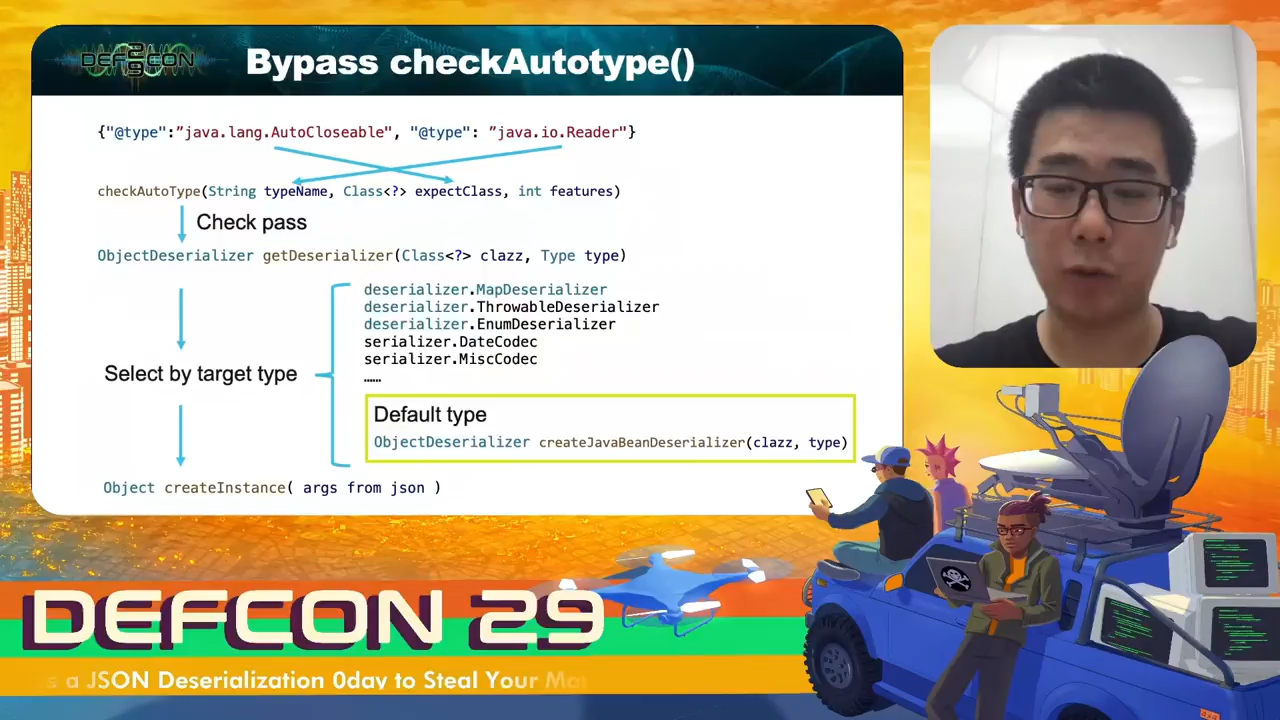 DEFCON
29
Bypass checkAutotype()
{"@type":"java.lang.AutoCloseable", "@type": "java.io.Reader"}
checkAutoType(String typeName, Class<?> expectClass, int features)
Check pass
ObjectDeserializer getDeserializer(Class<?> clazz, Type type)
deserializer.MapDeserializer
deserializer.ThrowableDeserializer
deserializer.EnumDeserializer
serializer.DateCodec
serializer.MiscCodec
……
Select by target type
Default type
ObjectDeserializer createJavaBeanDeserializer(clazz, type)
Object createInstance( args from json )
DEFCON 29
a JSON Deserialization 0day to Steal Your